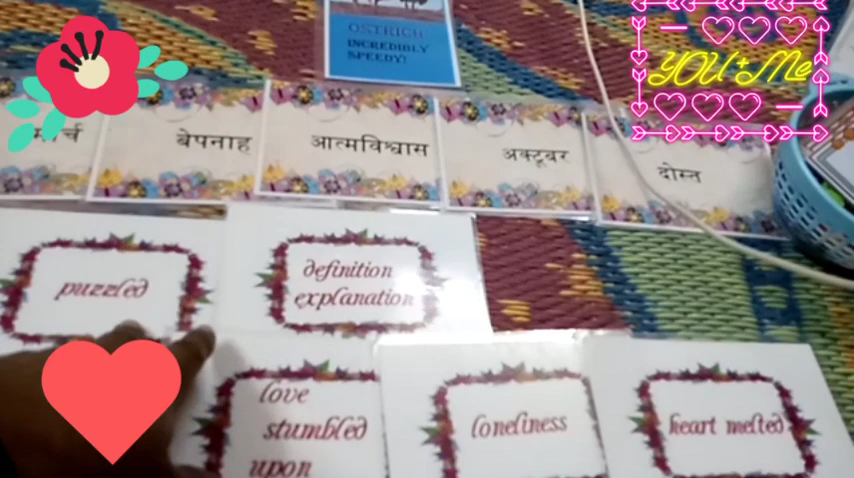 OSTRICH
INCREDIBLY
SPEEDY!
YOU + Me
बेपनाह
आत्मविश्वास
अक्टूबर
दोस्त
puzzled
definition
explanation
love
stumbled
upon
loneliness
heart melted